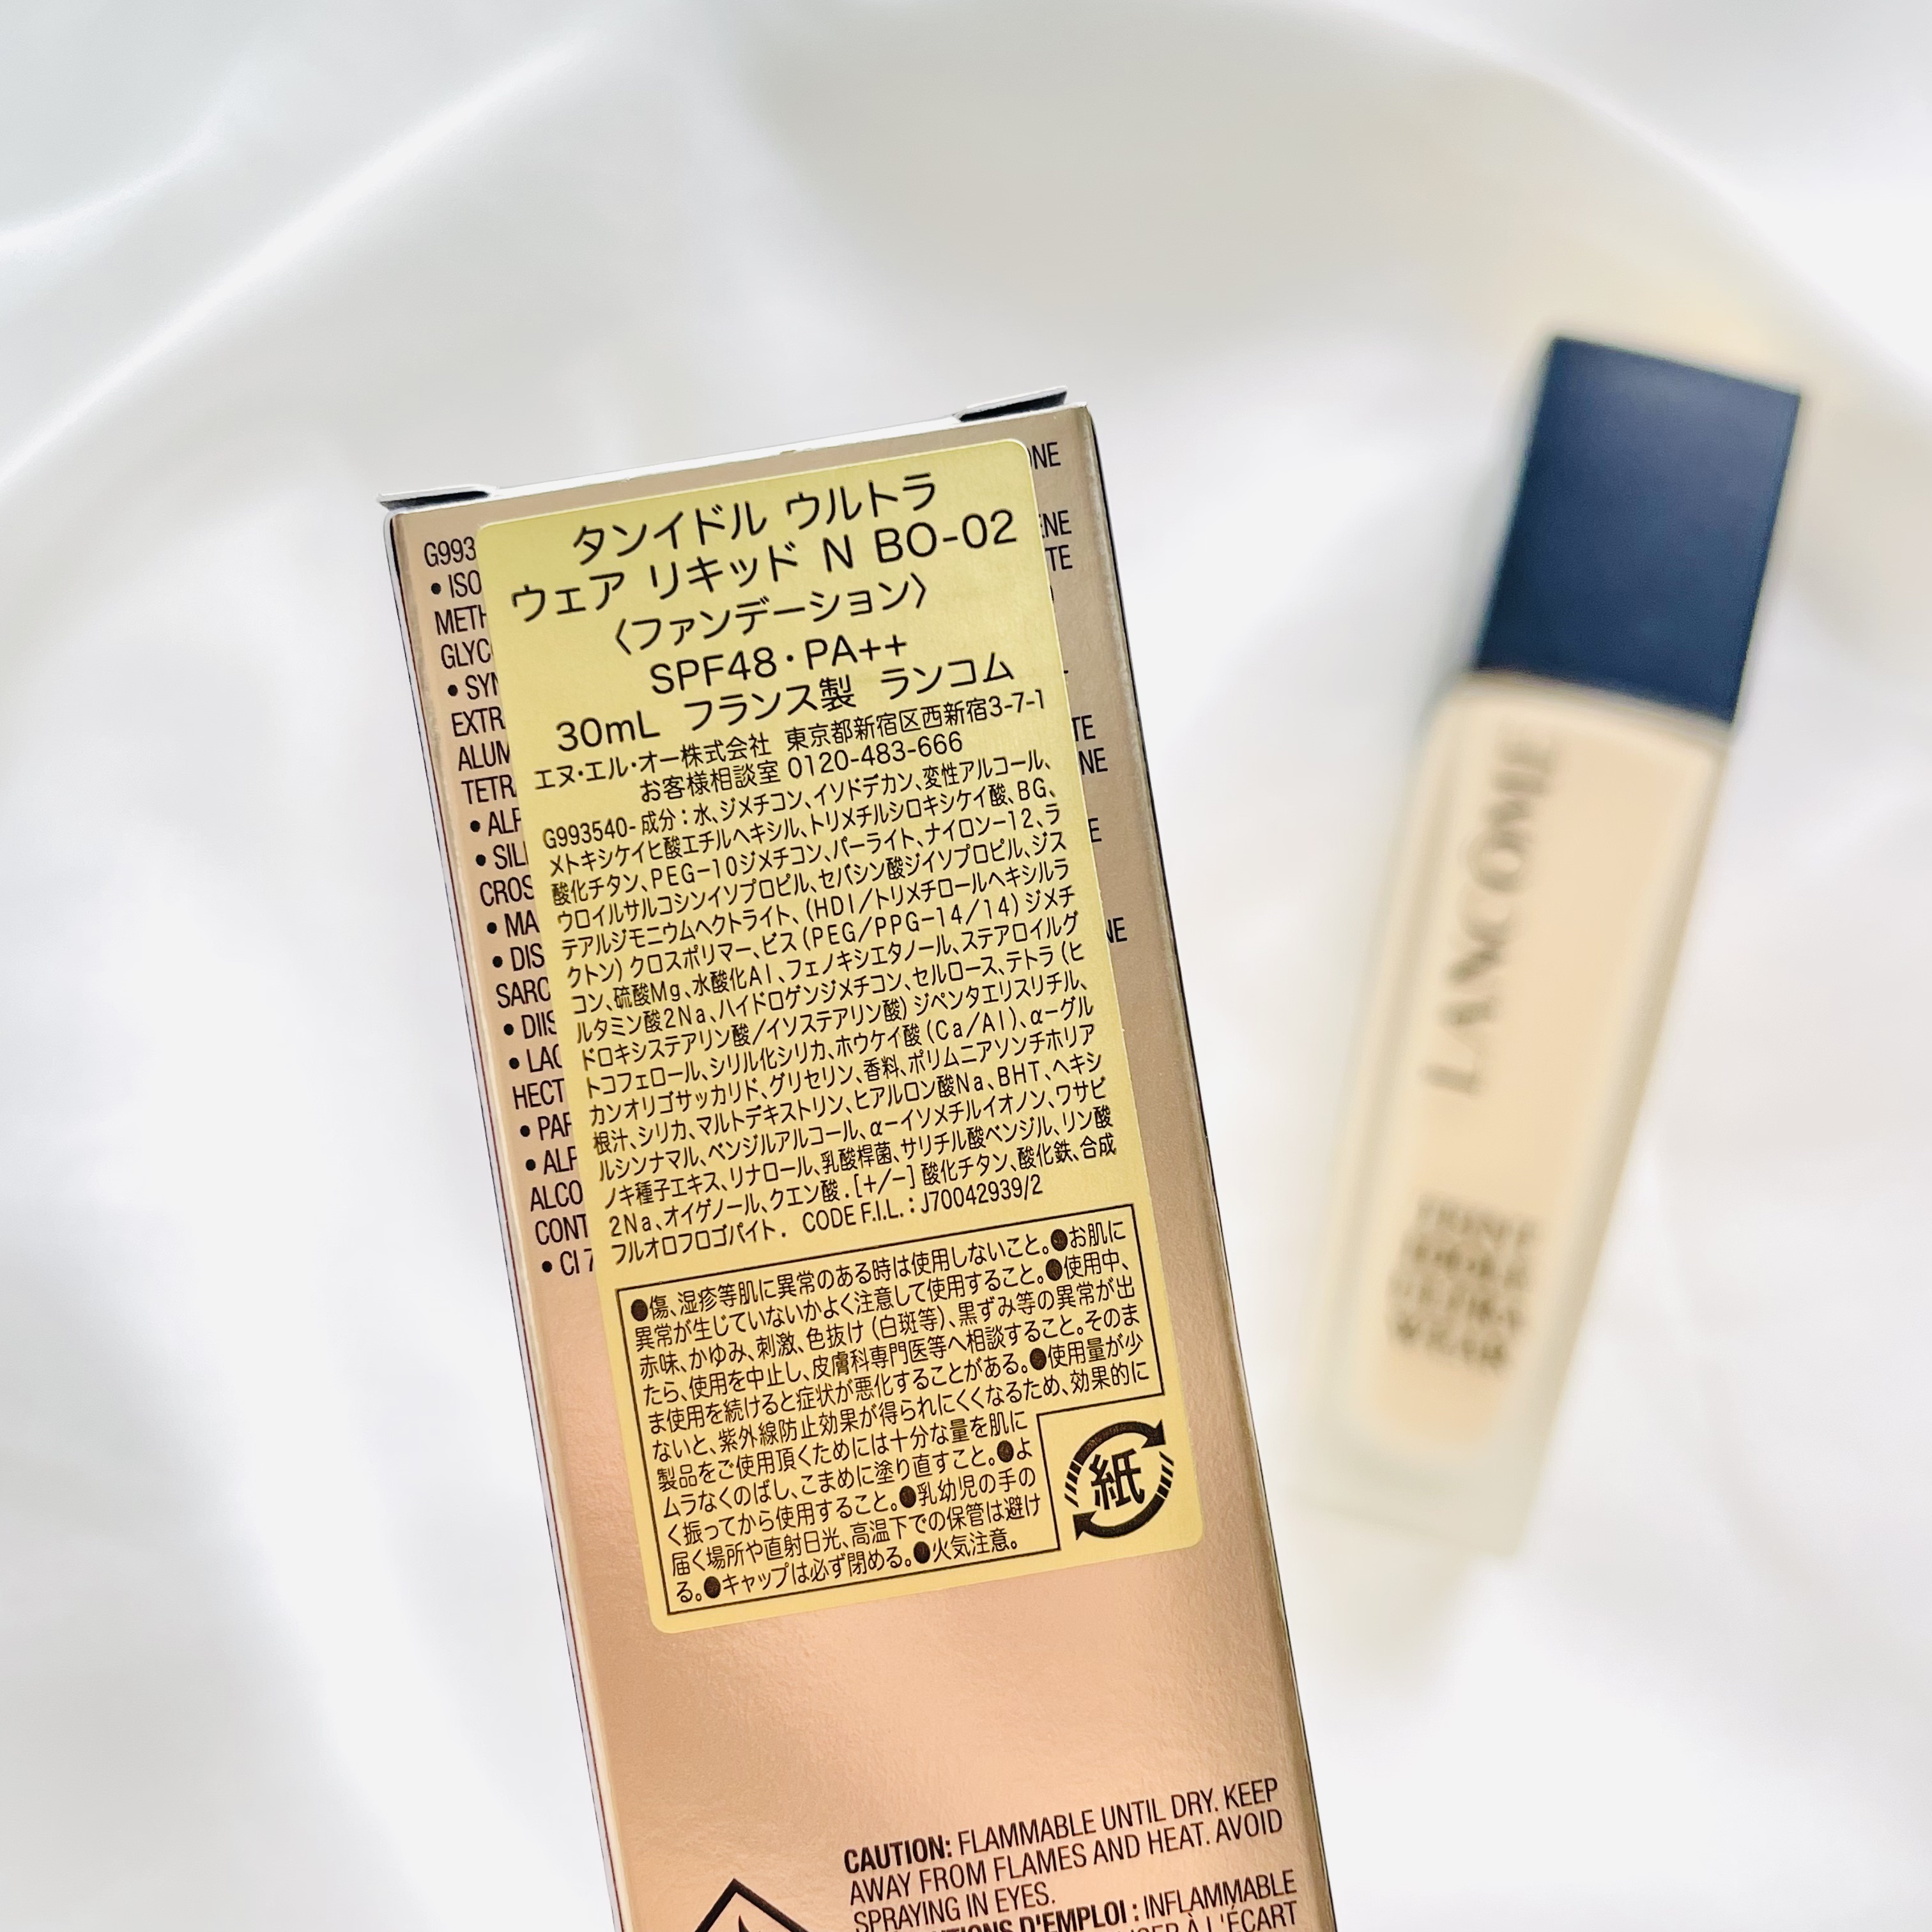 タンイドル ウルトラ
ウェア リキッド N BO-02
〈ファンデーション〉
SPF48・PA++
30mL フランス製 ランコム
エヌ・エル・オー株式会社 東京都新宿区西新宿3-7-1
お客様相談室 0120-483-666
G993540- 成分：水、ジメチコン、イソドデカン、変性アルコール、
メトキシケイヒ酸エチルヘキシル、トリメチルシロキシケイ酸、BG、
酸化チタン、PEG-10ジメチコン、パーライト、ナイロン-12、ラ
ウロイルサルコシンイソプロピル、セバシン酸ジイソプロピル、ジス
テアルジモニウムヘクトライト、(HDI/トリメチロールヘキシルラ
クトン)クロスポリマー、ビス(PEG/PPG-14/14)ジメチ
コン、硫酸Mg、水酸化Al、フェノキシエタノール、ステアロイルグ
ルタミン酸2Na、ハイドロゲンジメチコン、セルロース、テトラ(ヒ
ドロキシステアリン酸/イソステアリン酸)ジペンタエリスリチル、
トコフェロール、シリル化シリカ、ホウケイ酸(Ca/Al)、α-グル
カンオリゴサッカリド、グリセリン、香料、ポリムニアソンチホリア
根汁、シリカ、マルトデキストリン、ヒアルロン酸Na、BHT、ヘキシ
ルシンナマル、ベンジルアルコール、α-イソメチルイオノン、ワサビ
ノキ種子エキス、リナロール、乳酸桿菌、サリチル酸ベンジル、リン酸
2Na、オイゲノール、クエン酸．[+/-] 酸化チタン、酸化鉄、合成
フルオロフロゴパイト． CODE F.I.L.：J70042939/2
●傷、湿疹等肌に異常のある時は使用しないこと。●お肌に
異常が生じていないかよく注意して使用すること。●使用中、
赤味、かゆみ、刺激、色抜け(白斑等)、黒ずみ等の異常が出
たら、使用を中止し、皮膚科専門医等へ相談すること。そのま
ま使用を続けると症状が悪化することがある。●使用量が少
ないと、紫外線防止効果が得られにくくなるため、効果的に
製品をご使用頂くためには十分な量を肌に
ムラなくのばし、こまめに塗り直すこと。●よ
く振ってから使用すること。●乳幼児の手の
届く場所や直射日光、高温下での保管は避け
る。●キャップは必ず閉める。●火気注意。
紙
G993
• ISO
METH
GLYC
• SYN
EXTR
ALUM
TETR
• ALP
• SIL
CROS
• MA
• DIS
SARC
• DIIS
• LAC
HECT
• PAR
• ALP
ALCO
CONT
• CI 7
ONE
ENE
TE
TE
NE
E
NE
CAUTION: FLAMMABLE UNTIL DRY. KEEP
AWAY FROM FLAMES AND HEAT. AVOID
SPRAYING IN EYES.
D'EMPLOI : INFLAMMABLE
À L'ÉCART
LANCÔME
TEINT
IDOLE
ULTRA
WEAR